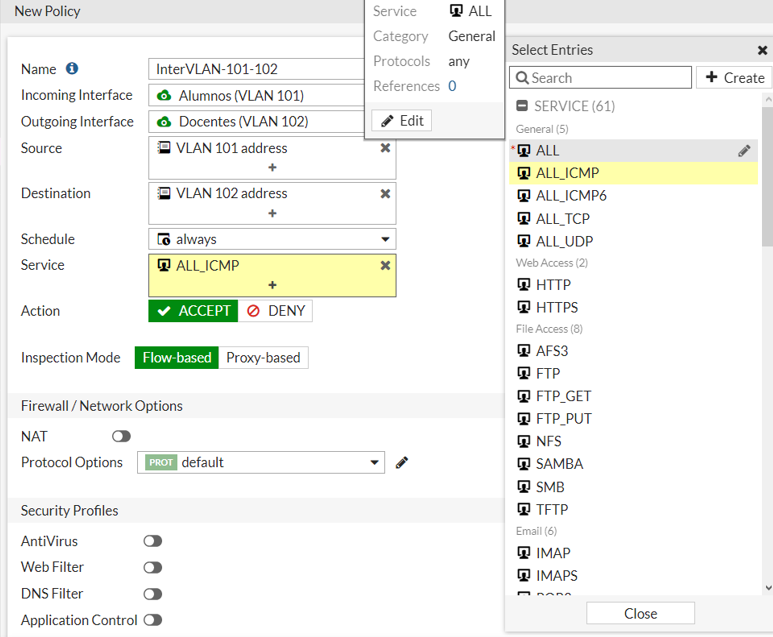 New Policy
Name
InterVLAN-101-102
Incoming Interface
Alumnos (VLAN 101)
Outgoing Interface
Docentes (VLAN 102)
Source
VLAN 101 address
+
Destination
VLAN 102 address
+
Schedule
always
Service
ALL_ICMP
+
Action
ACCEPT
DENY
Inspection Mode
Flow-based
Proxy-based
Firewall / Network Options
NAT
Protocol Options
PROT default
Security Profiles
AntiVirus
Web Filter
DNS Filter
Application Control
Service ALL
Category General
Protocols any
References 0
Edit
Select Entries
Search
+ Create
SERVICE (61)
General (5)
ALL
ALL_ICMP
ALL_ICMP6
ALL_TCP
ALL_UDP
Web Access (2)
HTTP
HTTPS
File Access (8)
AFS3
FTP
FTP_GET
FTP_PUT
NFS
SAMBA
SMB
TFTP
Email (6)
IMAP
IMAPS
Close